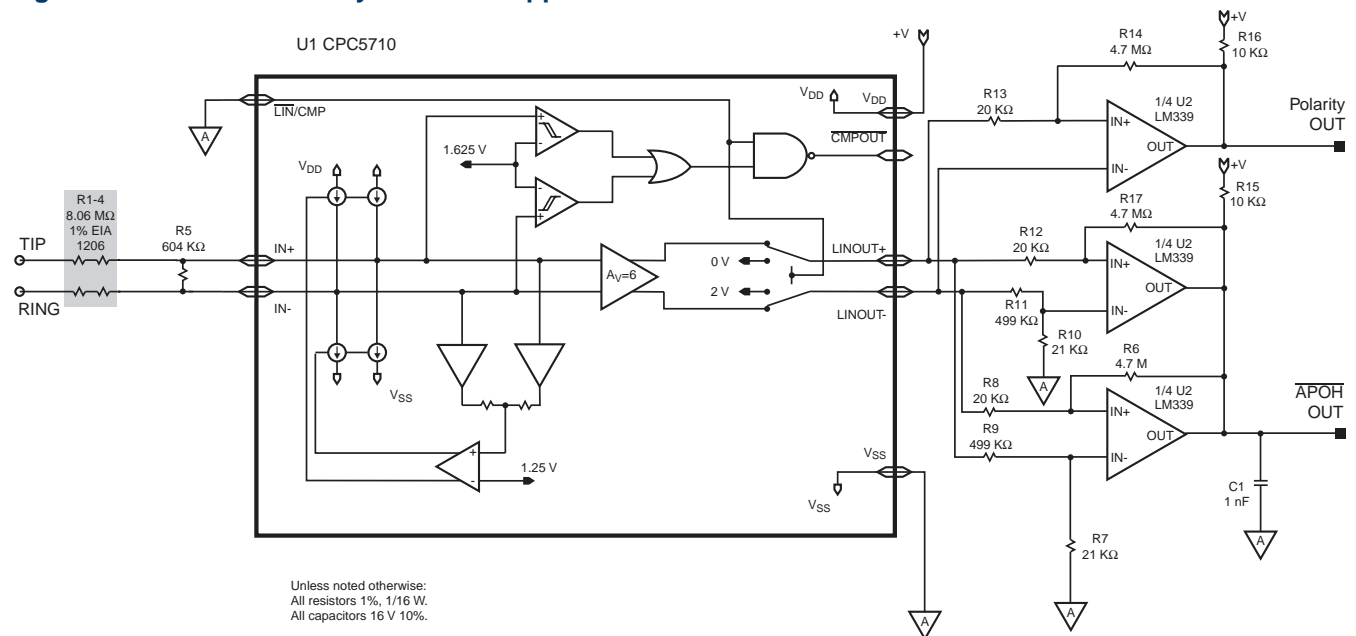 U1 CPC5710
LIN/CMP
A
VDD
VDD
+V
CMPOUT
1.625 V
VDD
R1-4
8.06 MΩ
1% EIA
1206
R5
604 KΩ
TIP
RING
IN+
IN-
AV=6
0 V
2 V
LINOUT+
LINOUT-
VSS
+
-
-
+
+
-
1.25 V
VSS
VSS
A
R13
20 KΩ
R14
4.7 MΩ
+V
R16
10 KΩ
1/4 U2
LM339
IN+
OUT
IN-
Polarity
OUT
+V
R15
10 KΩ
R17
4.7 MΩ
R12
20 KΩ
1/4 U2
LM339
IN+
OUT
IN-
R11
499 KΩ
R10
21 KΩ
A
R6
4.7 M
R8
20 KΩ
R9
499 KΩ
1/4 U2
LM339
IN+
OUT
IN-
APOH
OUT
C1
1 nF
A
R7
21 KΩ
A
Unless noted otherwise:
All resistors 1%, 1/16 W.
All capacitors 16 V 10%.